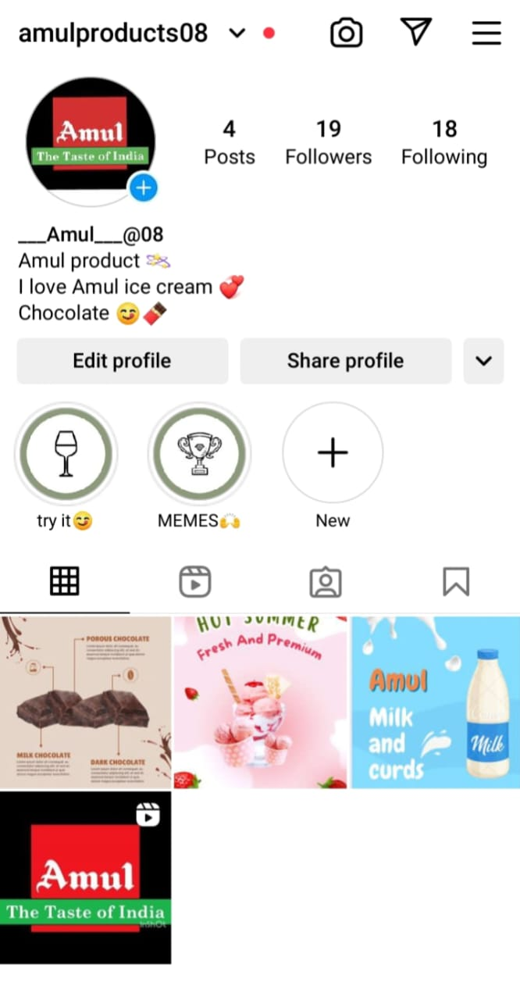 amulproducts08
Amul
The Taste of India
4
Posts
19
Followers
18
Following
___Amul___@08
Amul product 💫
I love Amul ice cream 💞
Chocolate 😋🍫
Edit profile
Share profile
try it😋
MEMES🙌
New
POROUS CHOCOLATE
MILK CHOCOLATE
DARK CHOCOLATE
HOT SUMMER
Fresh And Premium
Amul
Milk
and
curds
Milk
Amul
The Taste of India
InShOt